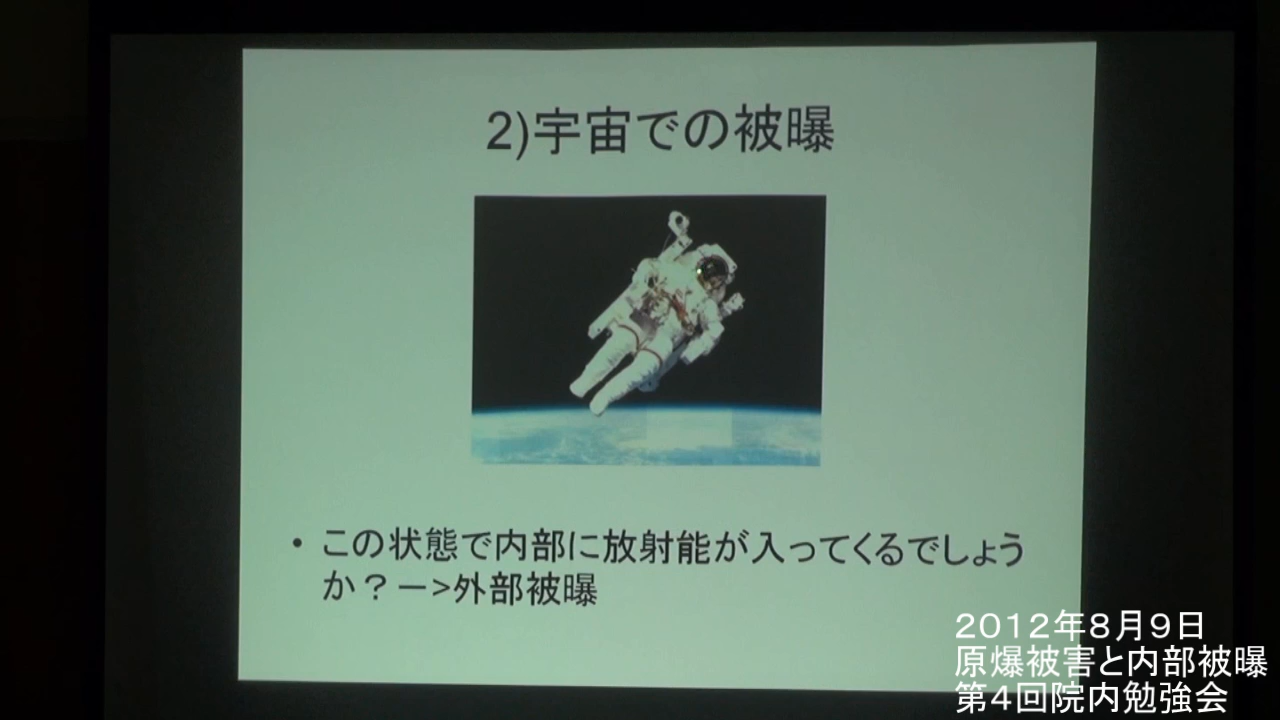 2)宇宙での被曝
• この状態で内部に放射能が入ってくるでしょう
か？ー>外部被曝
２０１２年８月９日
原爆被害と内部被曝
第４回院内勉強会